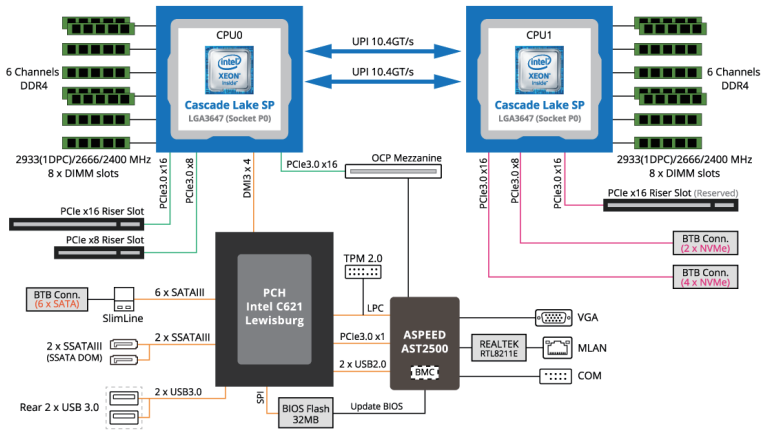 CPU0
intel
XEON
inside
Cascade Lake SP
LGA3647 (Socket P0)
6 Channels
DDR4
2933(1DPC)/2666/2400 MHz
8 x DIMM slots
UPI 10.4GT/s
UPI 10.4GT/s
CPU1
intel
XEON
inside
Cascade Lake SP
LGA3647 (Socket P0)
6 Channels
DDR4
2933(1DPC)/2666/2400 MHz
8 x DIMM slots
PCIe3.0 x16
PCIe3.0 x8
DMI3 x 4
PCIe3.0 x16
OCP Mezzanine
PCIe3.0 x16
PCIe3.0 x8
PCIe3.0 x16
PCIe x16 Riser Slot (Reserved)
PCIe x16 Riser Slot
PCIe x8 Riser Slot
BTB Conn.
(2 x NVMe)
BTB Conn.
(4 x NVMe)
PCH
Intel C621
Lewisburg
TPM 2.0
LPC
PCIe3.0 x1
2 x USB2.0
BTB Conn.
(6 x SATA)
SlimLine
6 x SATAIII
2 x SSATAIII
(SSATA DOM)
2 x SSATAIII
Rear 2 x USB 3.0
2 x USB3.0
SPI
BIOS Flash
32MB
Update BIOS
ASPEED
AST2500
BMC
REALTEK
RTL8211E
VGA
MLAN
COM